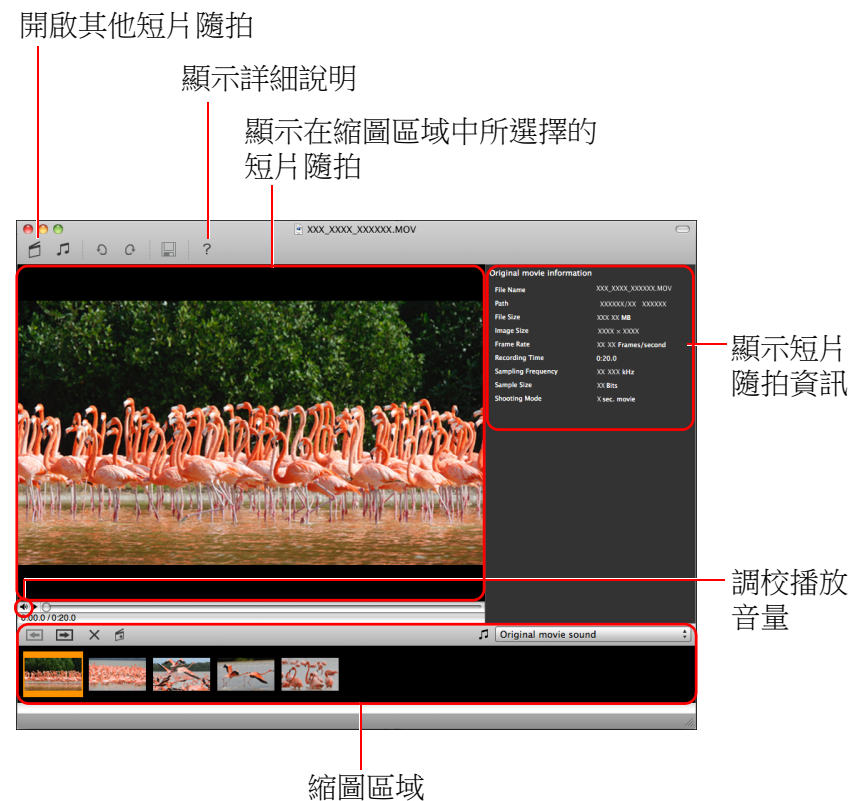 開啟其他短片隨拍
顯示詳細說明
顯示在縮圖區域中所選擇的
短片隨拍
XXX_XXXX_XXXXXX.MOV
?
Original movie information
File Name XXX_XXXX_XXXXXX.MOV
Path XXXXXX/XX XXXXXX
File Size XXX XX MB
Image Size XXXX × XXXX
Frame Rate XX XX Frames/second
Recording Time 0:20.0
Sampling Frequency XX XXX kHz
Sample Size XX Bits
Shooting Mode X sec. movie
顯示短片
隨拍資訊
調校播放
音量
0:00.0 / 0:20.0
Original movie sound
縮圖區域